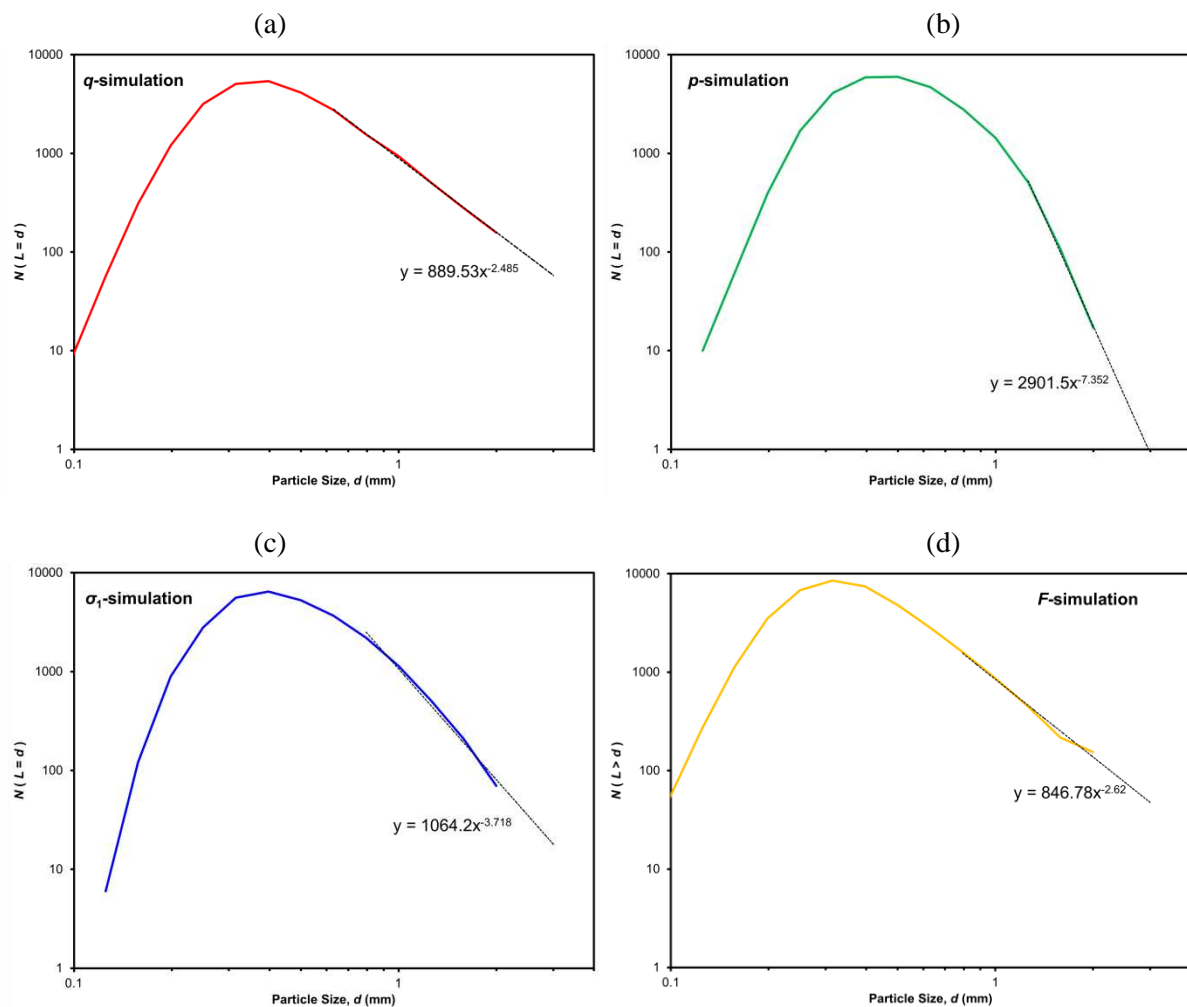 (a)
10000
q-simulation
1000
N ( L = d )
100
y = 889.53x-2.485
10
1
0.1
1
Particle Size, d (mm)
(b)
10000
p-simulation
1000
N ( L = d )
100
10
y = 2901.5x-7.352
1
0.1
1
Particle Size, d (mm)
(c)
10000
σ1-simulation
1000
N ( L = d )
100
y = 1064.2x-3.718
10
1
0.1
1
Particle Size, d (mm)
(d)
10000
F-simulation
1000
N ( L > d )
100
y = 846.78x-2.62
10
1
0.1
1
Particle Size, d (mm)